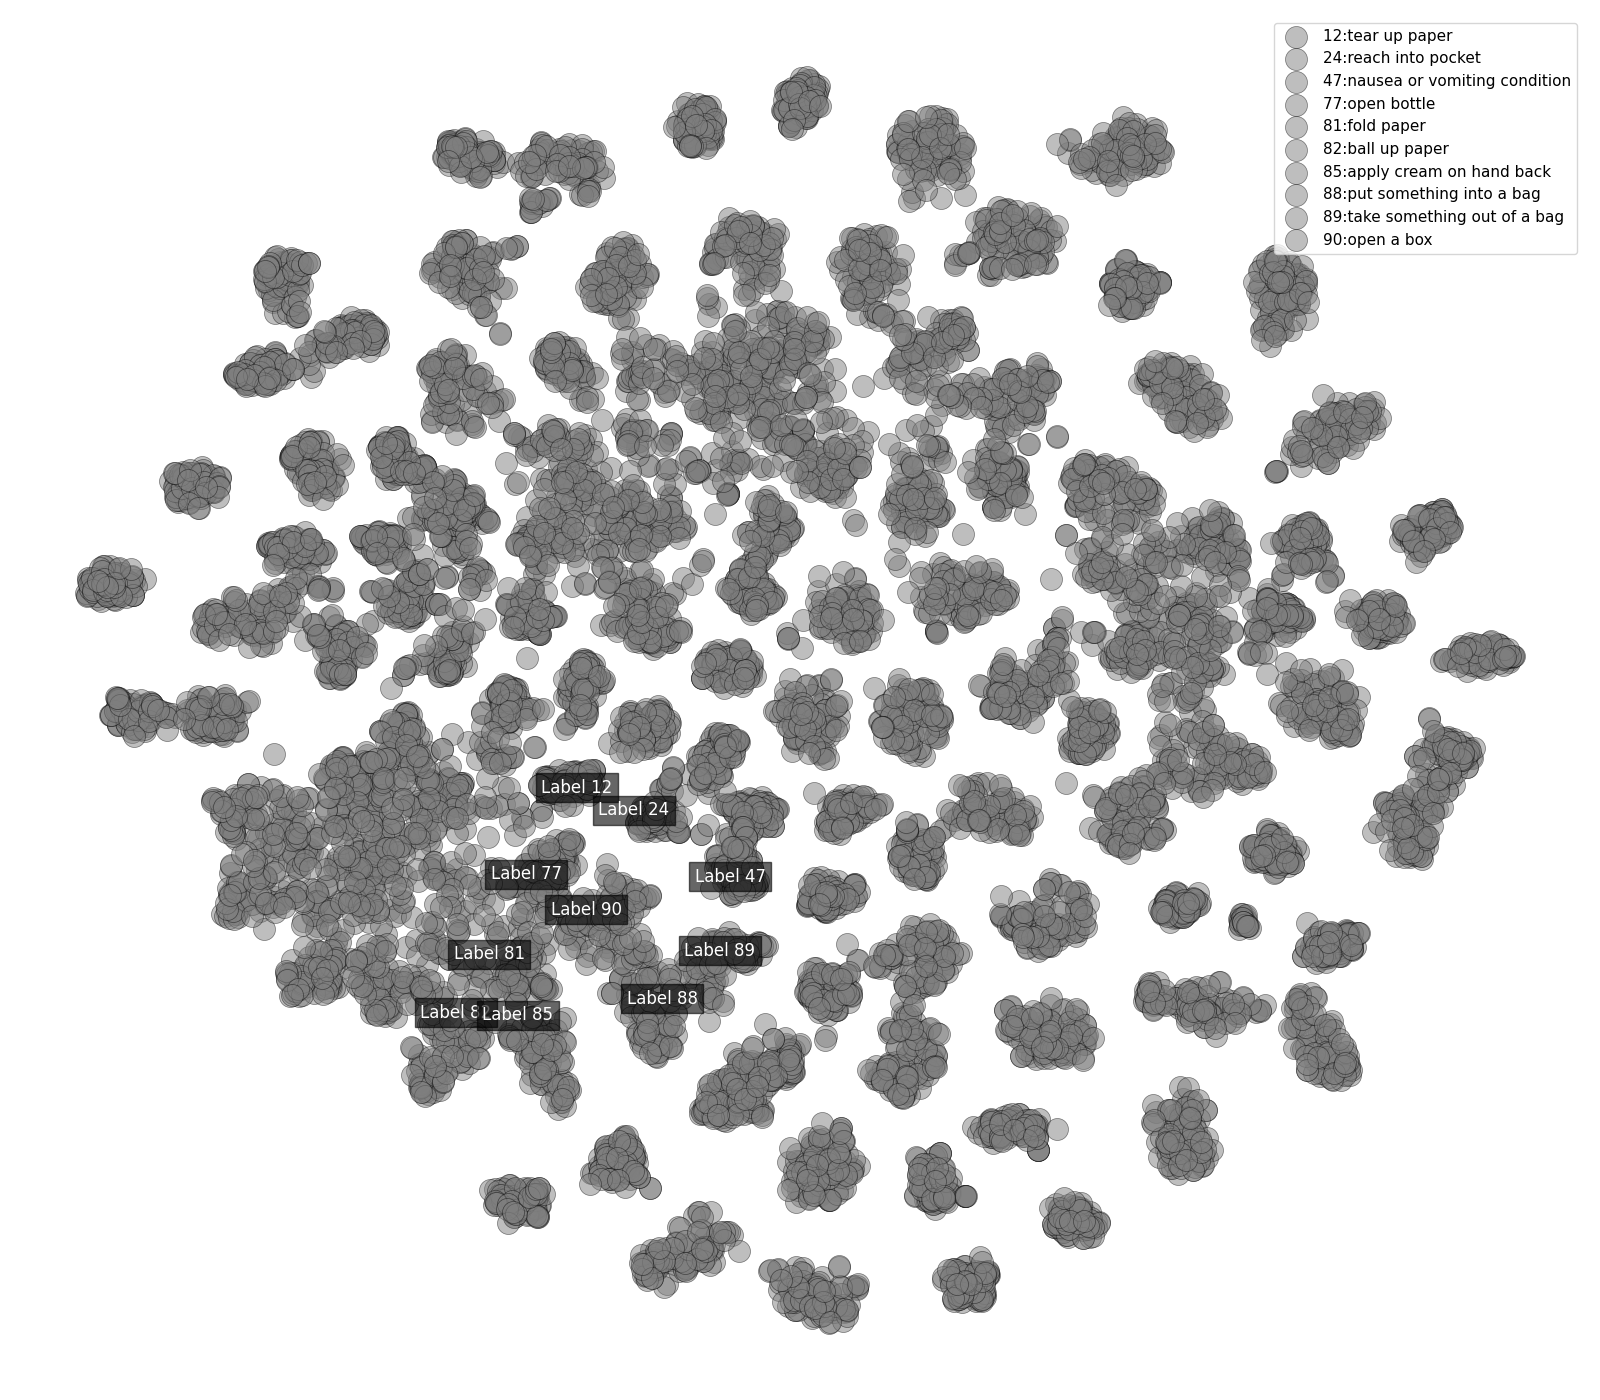 12:tear up paper
24:reach into pocket
47:nausea or vomiting condition
77:open bottle
81:fold paper
82:ball up paper
85:apply cream on hand back
88:put something into a bag
89:take something out of a bag
90:open a box
Label 12
Label 24
Label 77
Label 47
Label 90
Label 81
Label 89
Label 88
Label 82
Label 85